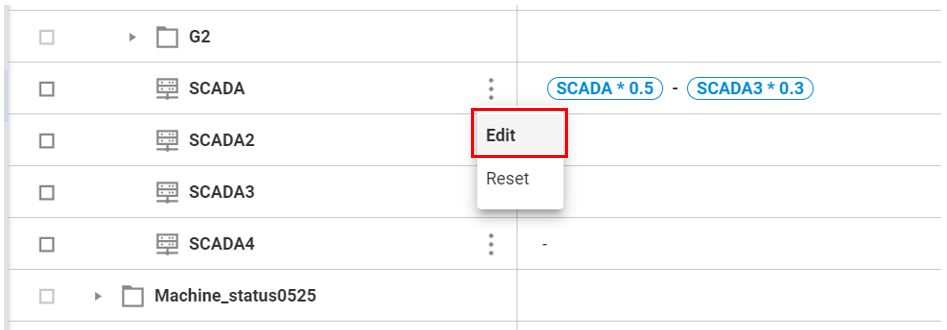 G2
SCADA SCADA * 0.5 - SCADA3 * 0.3
Edit
SCADA2
Reset
SCADA3
SCADA4 -
Machine_status0525